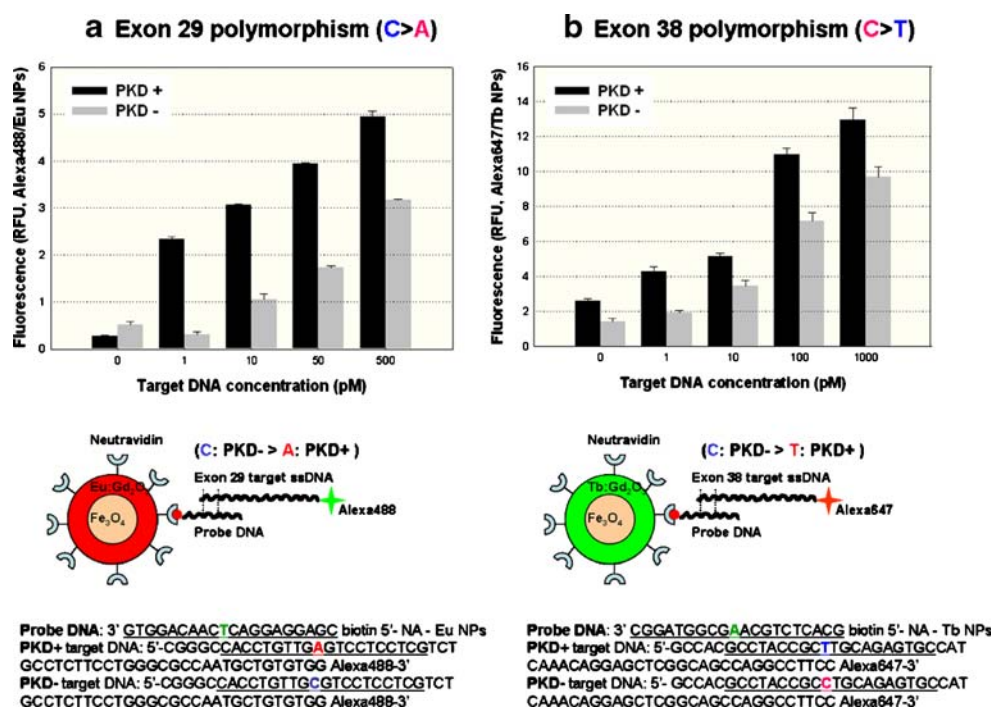 a Exon 29 polymorphism (C>A)
Fluorescence (RFU, Alexa488/Eu NPs)
6
5
4
3
2
1
0
PKD +
PKD -
0 1 10 50 500
Target DNA concentration (pM)
b Exon 38 polymorphism (C>T)
Fluorescence (RFU, Alexa647/Tb NPs)
16
14
12
10
8
6
4
2
0
PKD +
PKD -
0 1 10 100 1000
Target DNA concentration (pM)
Neutravidin
(C: PKD- -> A: PKD+ )
Exon 29 target ssDNA
Eu:Gd₂O₃
Fe₃O₄
Alexa488
Probe DNA
Neutravidin
(C: PKD- -> T: PKD+ )
Exon 38 target ssDNA
Tb:Gd₂O₃
Fe₃O₄
Alexa647
Probe DNA
Probe DNA: 3' GTGGACAACTCAGGAGGAGC biotin 5'- NA - Eu NPs
PKD+ target DNA: 5'-CGGGCCACCTGTTGAGTCCTCCTCGTCT
GCCTCTTCCTGGGCGCCAATGCTGTGTGG Alexa488-3'
PKD- target DNA: 5'-CGGGCCACCTGTTGCGTCCTCCTCGTCT
GCCTCTTCCTGGGCGCCAATGCTGTGTGG Alexa488-3'
Probe DNA: 3' CGGATGGCGAACGTCTCACG biotin 5'- NA - Tb NPs
PKD+ target DNA: 5'-GCCACGCCTACCGCTTGCAGAGTGCCAT
CAAACAGGAGCTCGGCAGCCAGGCCTTCC Alexa647-3'
PKD- target DNA: 5'-GCCACGCCTACCGCCTGCAGAGTGCCAT
CAAACAGGAGCTCGGCAGCCAGGCCTTCC Alexa647-3'